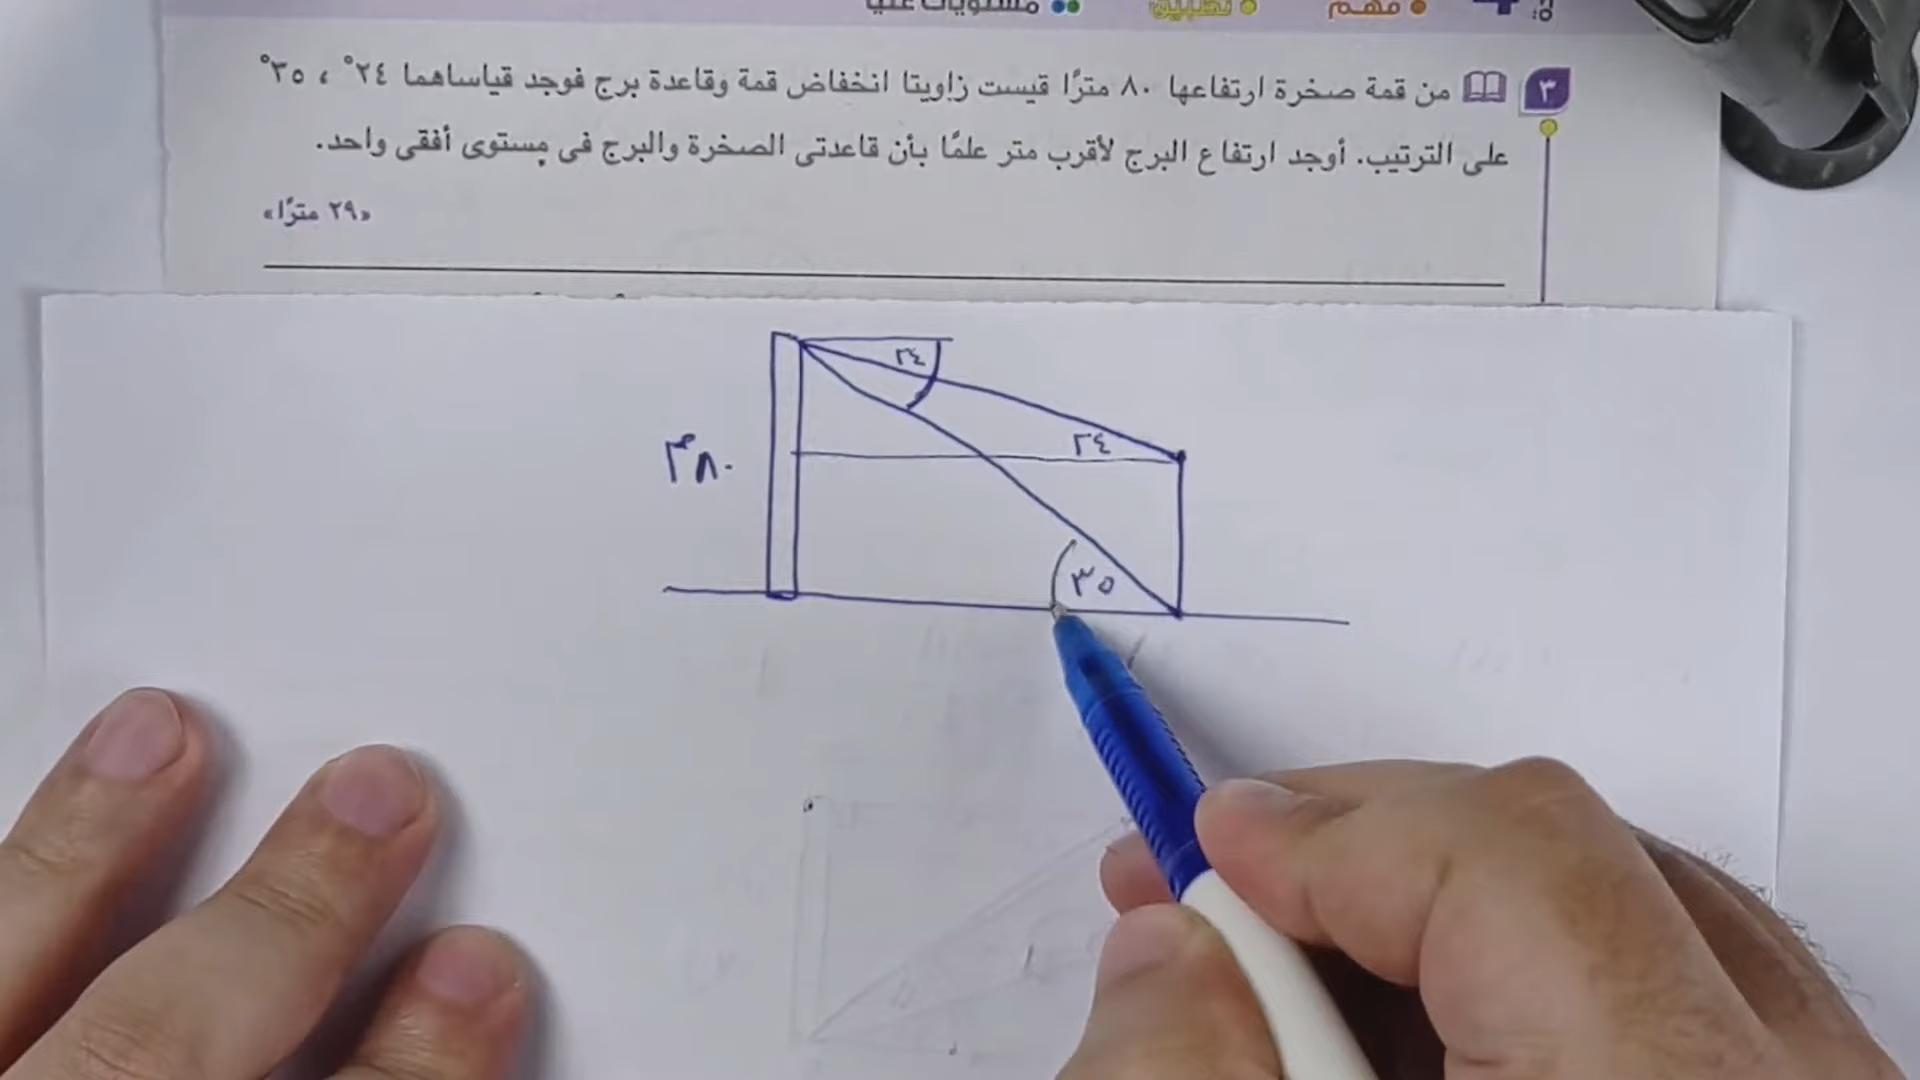 مهم تطبيق مستويات عليا
٣ من قمة صخرة ارتفاعها ٨٠ مترًا قيست زاويتا انخفاض قمة وقاعدة برج فوجد قياساهما ٢٤° ، ٣٥°
على الترتيب. أوجد ارتفاع البرج لأقرب متر علمًا بأن قاعدتى الصخرة والبرج فى مستوى أفقى واحد.
«٢٩ مترًا»
٢٤
٢٤
٨٠م
٣٥